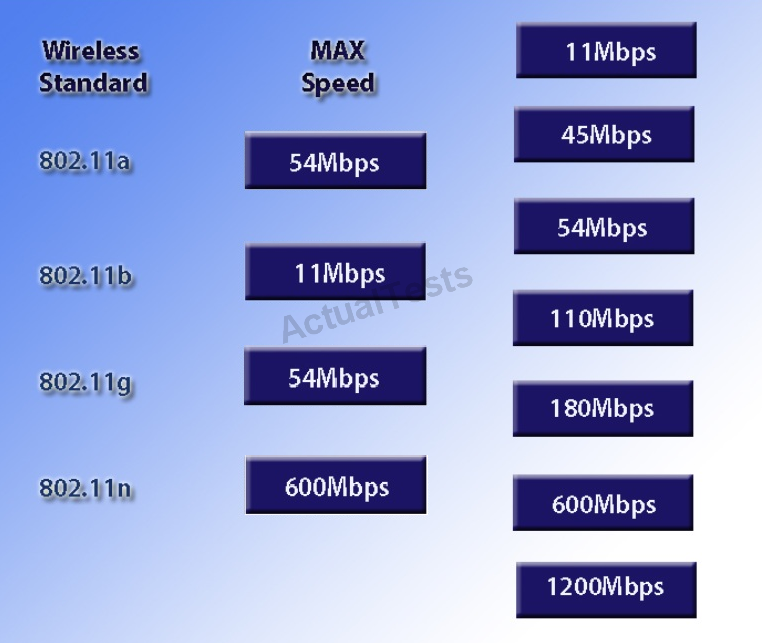 Wireless
Standard
MAX
Speed
802.11a
54Mbps
802.11b
11Mbps
802.11g
54Mbps
802.11n
600Mbps
11Mbps
45Mbps
54Mbps
110Mbps
180Mbps
600Mbps
1200Mbps
ActualTests